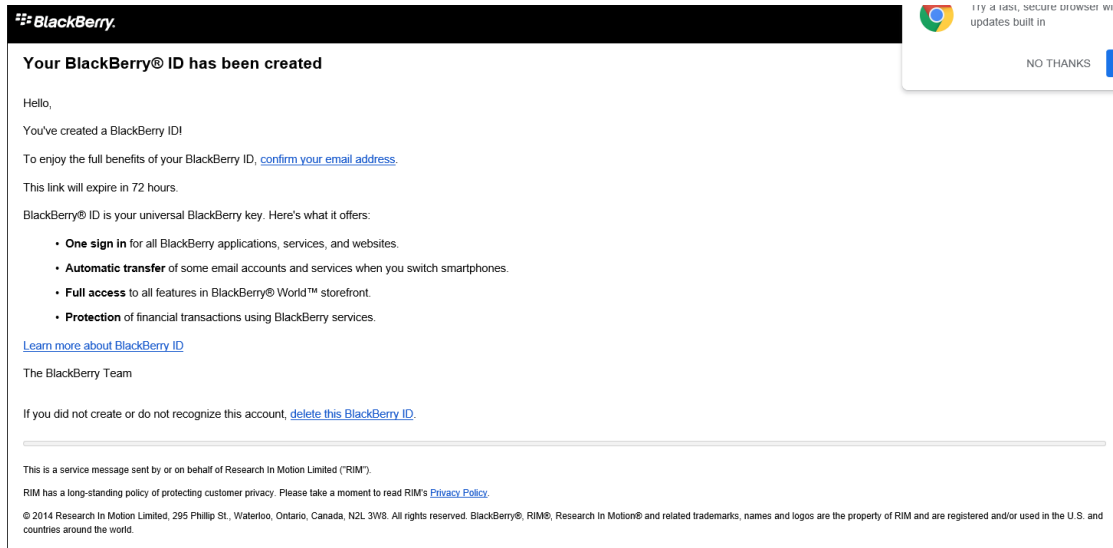 BlackBerry.
Try a fast, secure browser wi
updates built in
NO THANKS
Your BlackBerry® ID has been created
Hello,
You've created a BlackBerry ID!
To enjoy the full benefits of your BlackBerry ID, confirm your email address.
This link will expire in 72 hours.
BlackBerry® ID is your universal BlackBerry key. Here's what it offers:
• One sign in for all BlackBerry applications, services, and websites.
• Automatic transfer of some email accounts and services when you switch smartphones.
• Full access to all features in BlackBerry® World™ storefront.
• Protection of financial transactions using BlackBerry services.
Learn more about BlackBerry ID
The BlackBerry Team
If you did not create or do not recognize this account, delete this BlackBerry ID.
This is a service message sent by or on behalf of Research In Motion Limited ("RIM").
RIM has a long-standing policy of protecting customer privacy. Please take a moment to read RIM's Privacy Policy.
© 2014 Research In Motion Limited, 295 Phillip St., Waterloo, Ontario, Canada, N2L 3W8. All rights reserved. BlackBerry®, RIM®, Research In Motion® and related trademarks, names and logos are the property of RIM and are registered and/or used in the U.S. and
countries around the world.